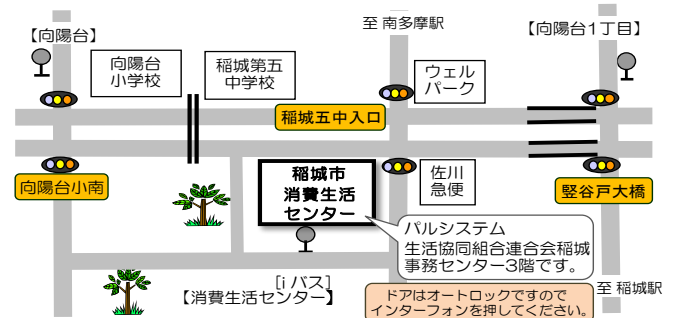 至 南多摩駅
【向陽台】
【向陽台1丁目】
向陽台
小学校
稲城第五
中学校
ウェル
パーク
稲城五中入口
向陽台小南
稲城市
消費生活
センター
佐川
急便
竪谷戸大橋
パルシステム
生活協同組合連合会稲城
事務センター3階です。
[i バス]
【消費生活センター】
至 稲城駅
ドアはオートロックですので
インターフォンを押してください。